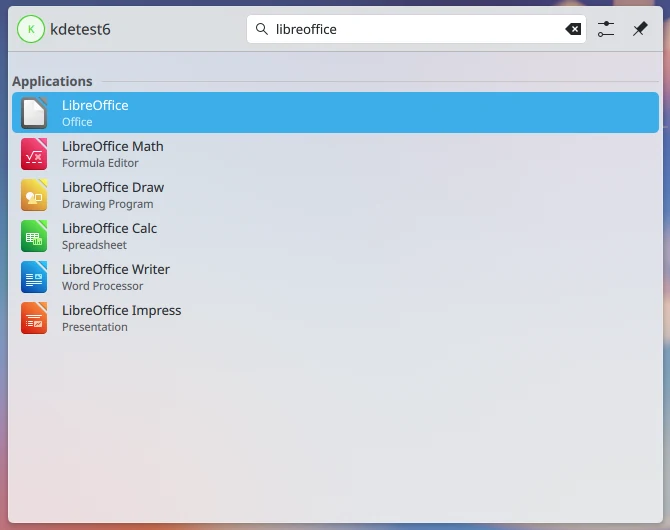 K kdetest6 libreoffice
Applications
LibreOffice
Office
LibreOffice Math
Formula Editor
LibreOffice Draw
Drawing Program
LibreOffice Calc
Spreadsheet
LibreOffice Writer
Word Processor
LibreOffice Impress
Presentation